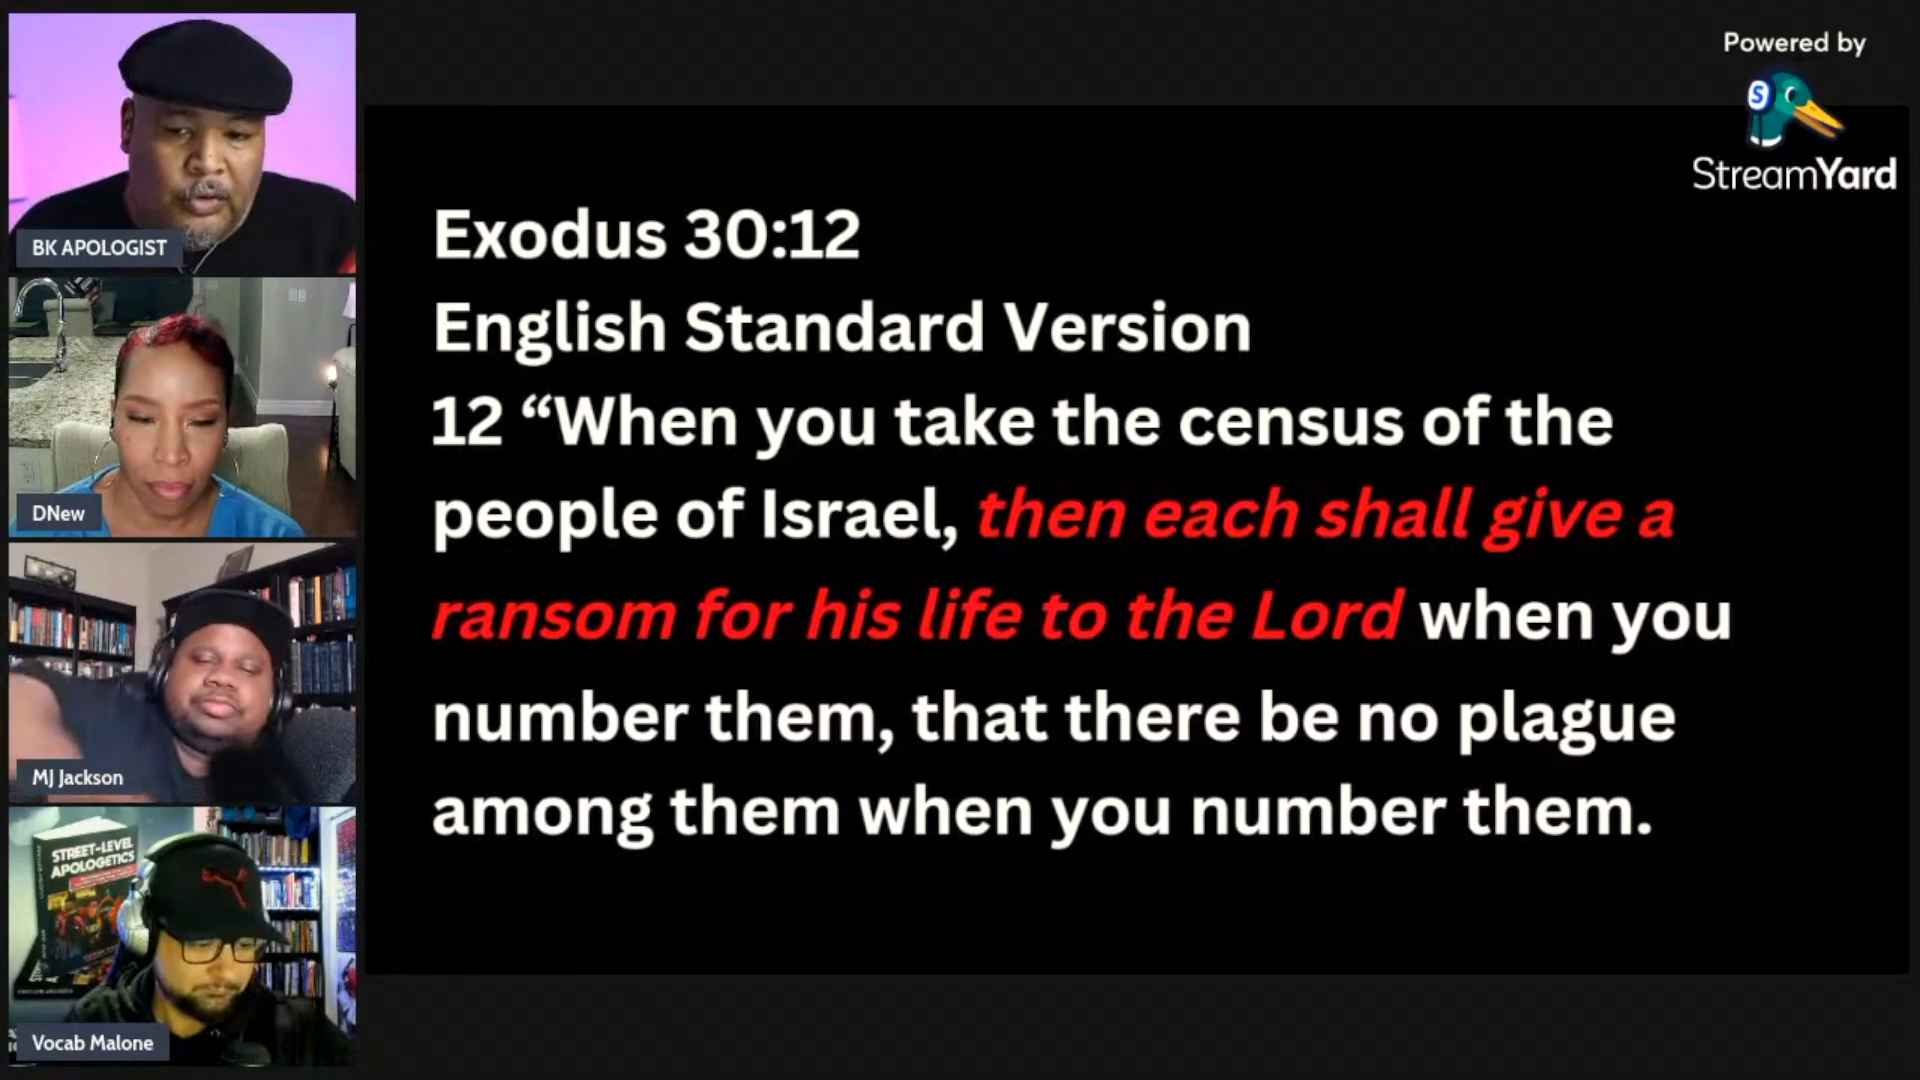 Powered by
StreamYard
BK APOLOGIST
DNew
MJ Jackson
STREET-LEVEL
APOLOGETICS
Vocab Malone
Exodus 30:12
English Standard Version
12 “When you take the census of the
people of Israel, then each shall give a
ransom for his life to the Lord when you
number them, that there be no plague
among them when you number them.